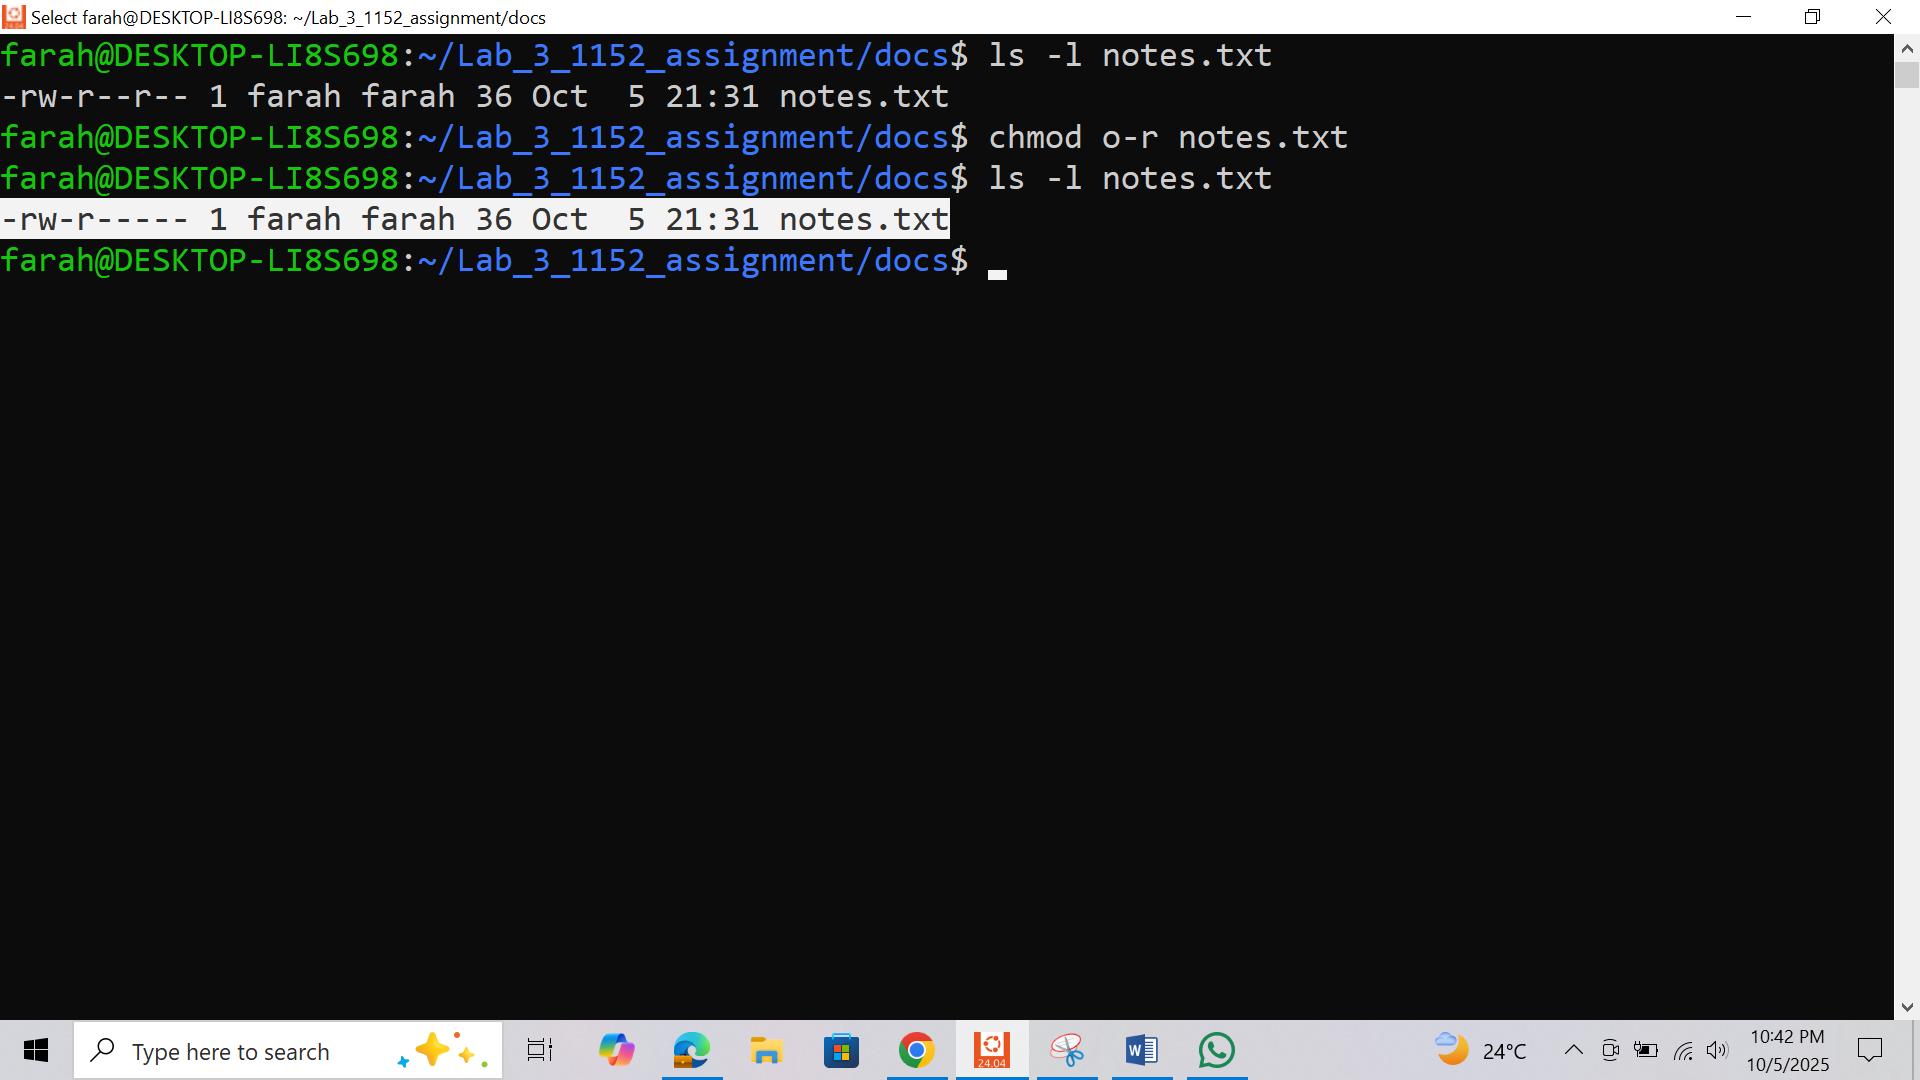 Select farah@DESKTOP-LI8S698: ~/Lab_3_1152_assignment/docs
farah@DESKTOP-LI8S698:~/Lab_3_1152_assignment/docs$ ls -l notes.txt
-rw-r--r-- 1 farah farah 36 Oct  5 21:31 notes.txt
farah@DESKTOP-LI8S698:~/Lab_3_1152_assignment/docs$ chmod o-r notes.txt
farah@DESKTOP-LI8S698:~/Lab_3_1152_assignment/docs$ ls -l notes.txt
-rw-r----- 1 farah farah 36 Oct  5 21:31 notes.txt
farah@DESKTOP-LI8S698:~/Lab_3_1152_assignment/docs$
Type here to search
24.04
W
24°C
10:42 PM
10/5/2025